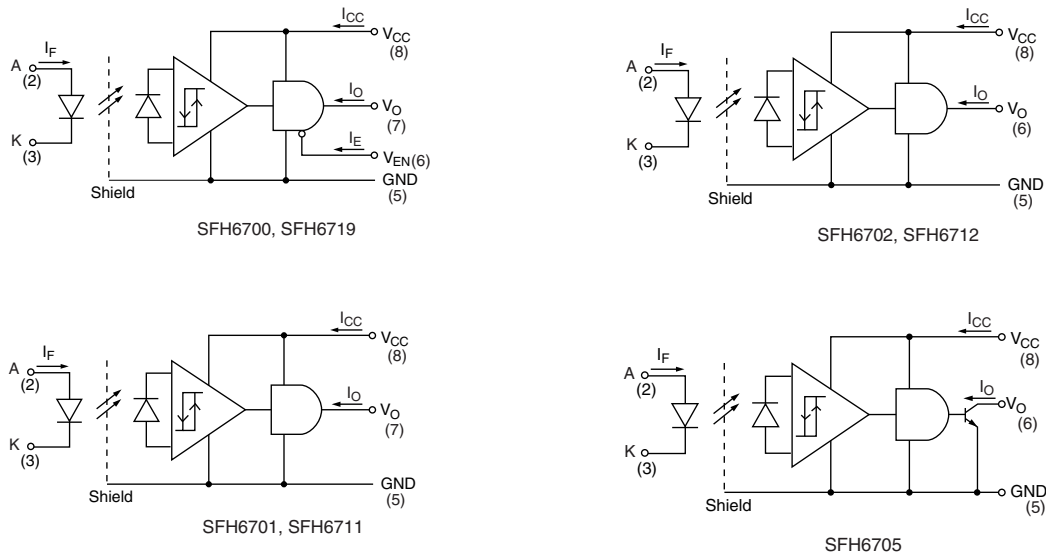 ICC
VCC
(8)
IF
A
(2)
IO
VO
(7)
K
(3)
IE
VEN(6)
GND
(5)
Shield
SFH6700, SFH6719
ICC
VCC
(8)
IF
A
(2)
IO
VO
(6)
K
(3)
GND
(5)
Shield
SFH6702, SFH6712
ICC
VCC
(8)
IF
A
(2)
IO
VO
(7)
K
(3)
GND
(5)
Shield
SFH6701, SFH6711
ICC
VCC
(8)
IF
A
(2)
IO
VO
(6)
K
(3)
GND
(5)
Shield
SFH6705